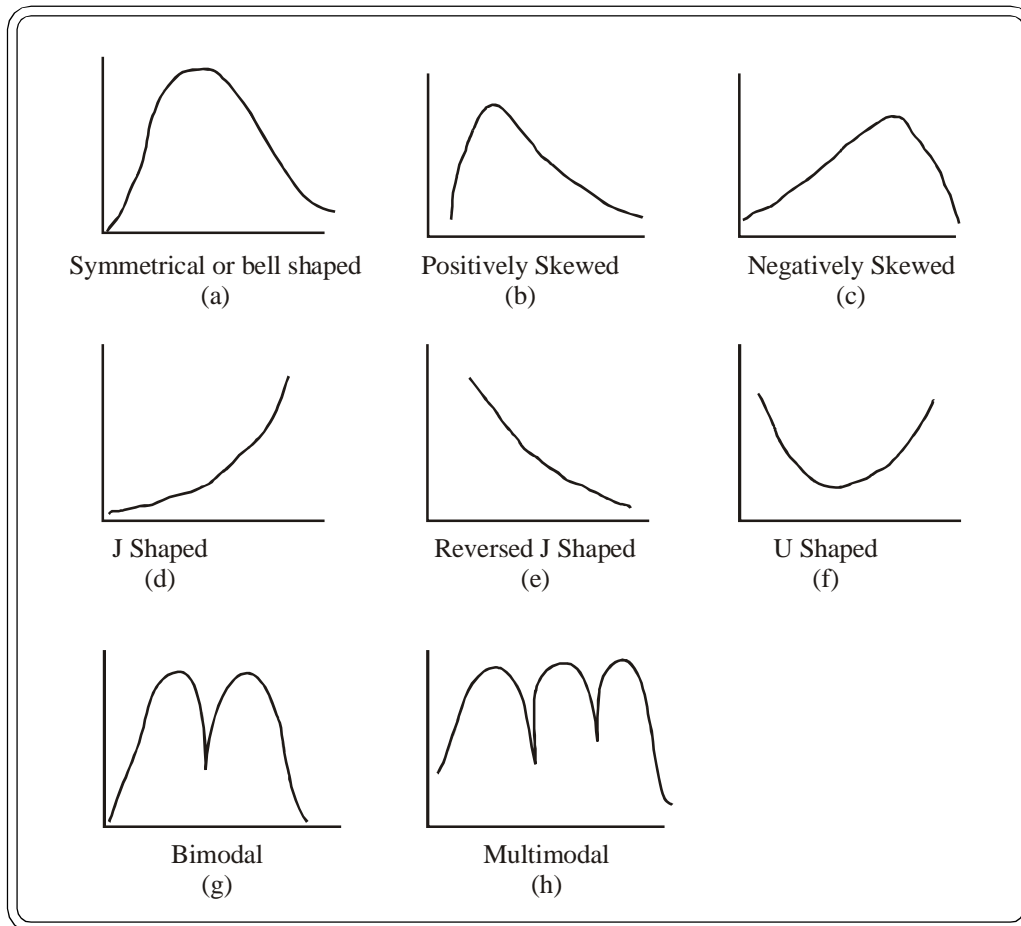 Symmetrical or bell shaped
(a)
Positively Skewed
(b)
Negatively Skewed
(c)
J Shaped
(d)
Reversed J Shaped
(e)
U Shaped
(f)
Bimodal
(g)
Multimodal
(h)